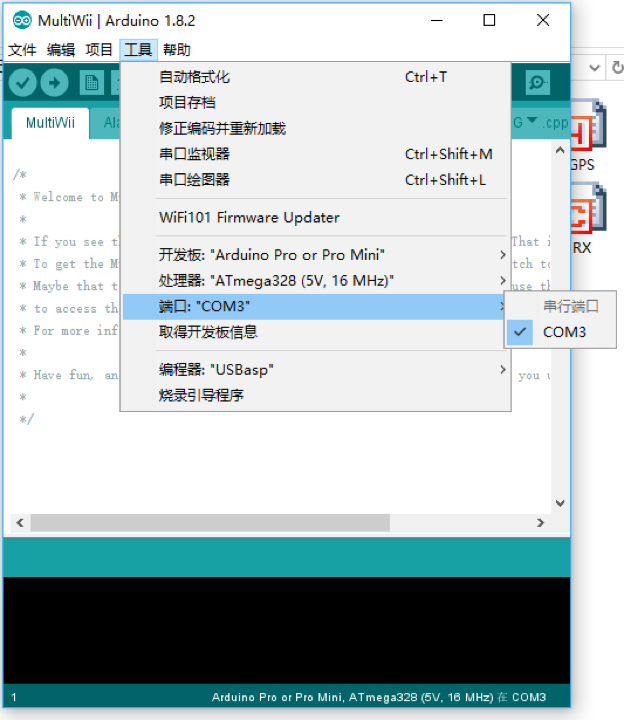 MultiWii | Arduino 1.8.2
文件 编辑 项目 工具 帮助
自动格式化 Ctrl+T
项目存档
修正编码并重新加载
串口监视器 Ctrl+Shift+M
串口绘图器 Ctrl+Shift+L
WiFi101 Firmware Updater
开发板: "Arduino Pro or Pro Mini"
处理器: "ATmega328 (5V, 16 MHz)"
端口: "COM3"
取得开发板信息
编程器: "USBasp"
烧录引导程序
串行端口
COM3
MultiWii
.cpp
GPS
RX
/*
* Welcome to M
*
* If you see th That i
* To get the M tch to
* Maybe that t use th
* to access th
* For more inf
*
* Have fun, an you
*
*/
1 Arduino Pro or Pro Mini, ATmega328 (5V, 16 MHz) 在 COM3